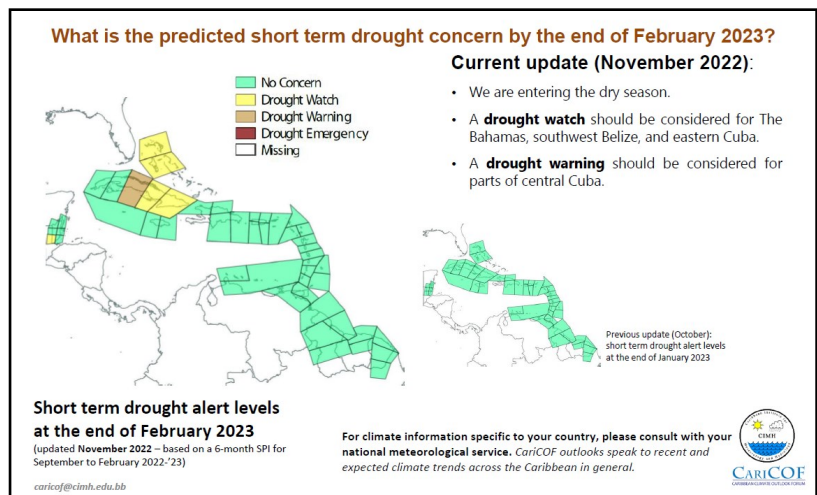 What is the predicted short term drought concern by the end of February 2023?
No Concern
Drought Watch
Drought Warning
Drought Emergency
Missing
Current update (November 2022):
• We are entering the dry season.
• A drought watch should be considered for The
Bahamas, southwest Belize, and eastern Cuba.
• A drought warning should be considered for
parts of central Cuba.
Previous update (October):
short term drought alert levels
at the end of January 2023
Short term drought alert levels
at the end of February 2023
(updated November 2022 – based on a 6-month SPI for
September to February 2022-'23)
caricof@cimh.edu.bb
For climate information specific to your country, please consult with your
national meteorological service. CariCOF outlooks speak to recent and
expected climate trends across the Caribbean in general.
CIMH
CARICOF
CARIBBEAN CLIMATE OUTLOOK FORUM